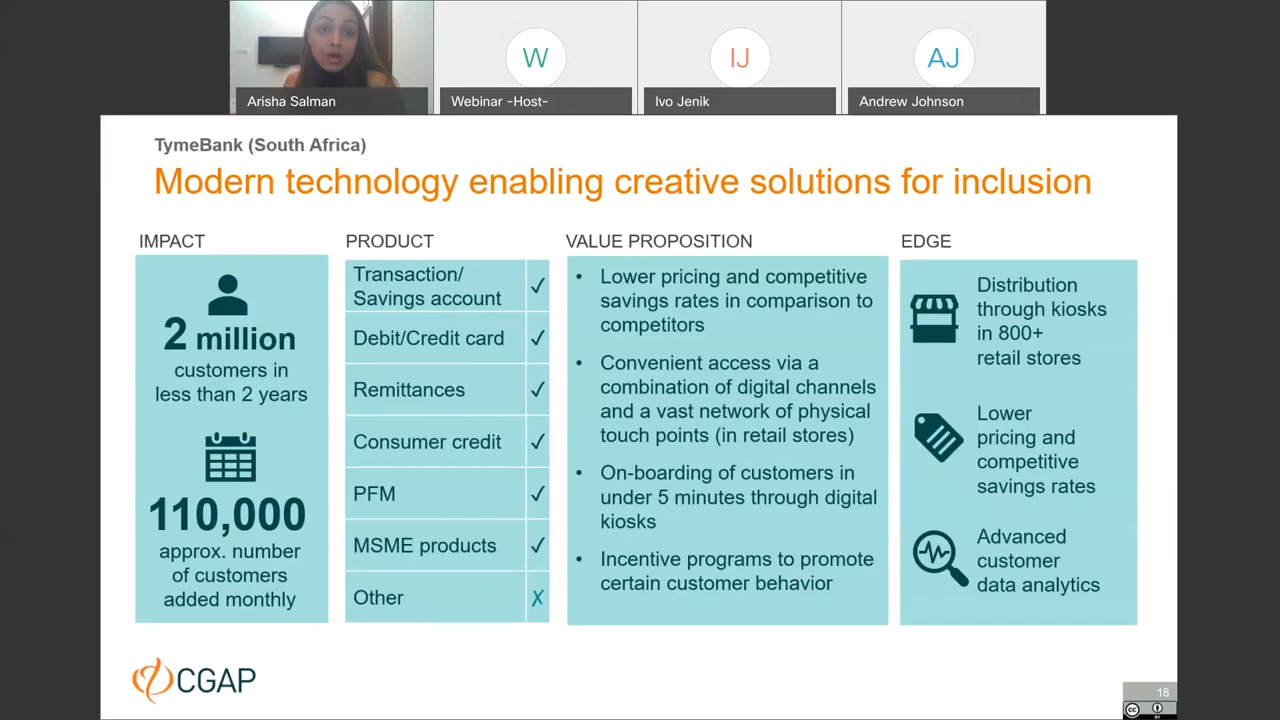 W
IJ
AJ
Arisha Salman
Webinar -Host-
Ivo Jenik
Andrew Johnson
TymeBank (South Africa)
Modern technology enabling creative solutions for inclusion
IMPACT
2 million
customers in
less than 2 years
110,000
approx. number
of customers
added monthly
PRODUCT
Transaction/
Savings account ✓
Debit/Credit card ✓
Remittances ✓
Consumer credit ✓
PFM ✓
MSME products ✓
Other ✗
VALUE PROPOSITION
• Lower pricing and competitive
savings rates in comparison to
competitors
• Convenient access via a
combination of digital channels
and a vast network of physical
touch points (in retail stores)
• On-boarding of customers in
under 5 minutes through digital
kiosks
• Incentive programs to promote
certain customer behavior
EDGE
Distribution
through kiosks
in 800+
retail stores
Lower
pricing and
competitive
savings rates
Advanced
customer
data analytics
CGAP
18
cc
BY